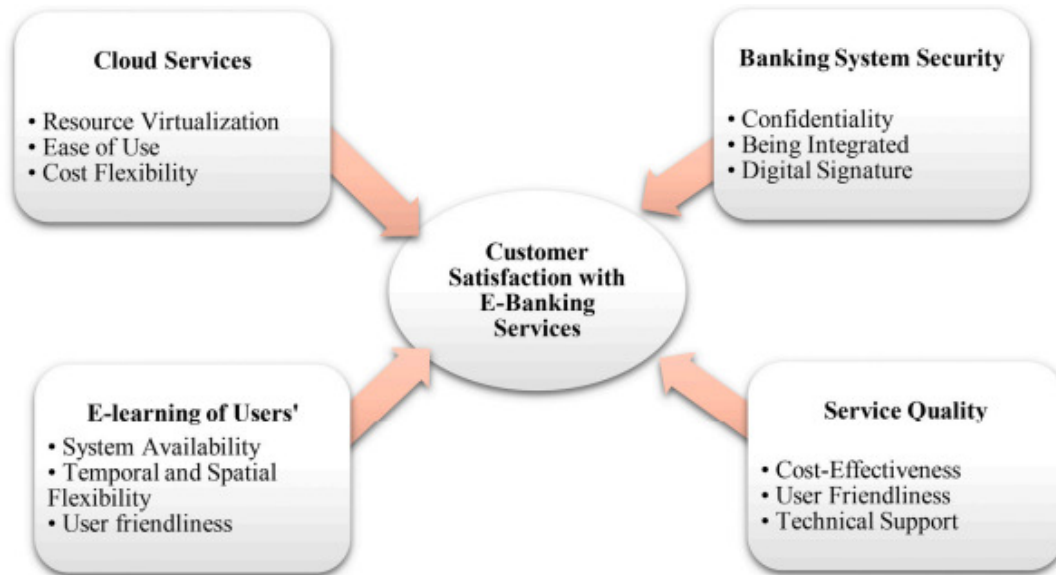 Cloud Services
• Resource Virtualization
• Ease of Use
• Cost Flexibility
Banking System Security
• Confidentiality
• Being Integrated
• Digital Signature
Customer
Satisfaction with
E-Banking
Services
E-learning of Users'
• System Availability
• Temporal and Spatial
Flexibility
• User friendliness
Service Quality
• Cost-Effectiveness
• User Friendliness
• Technical Support